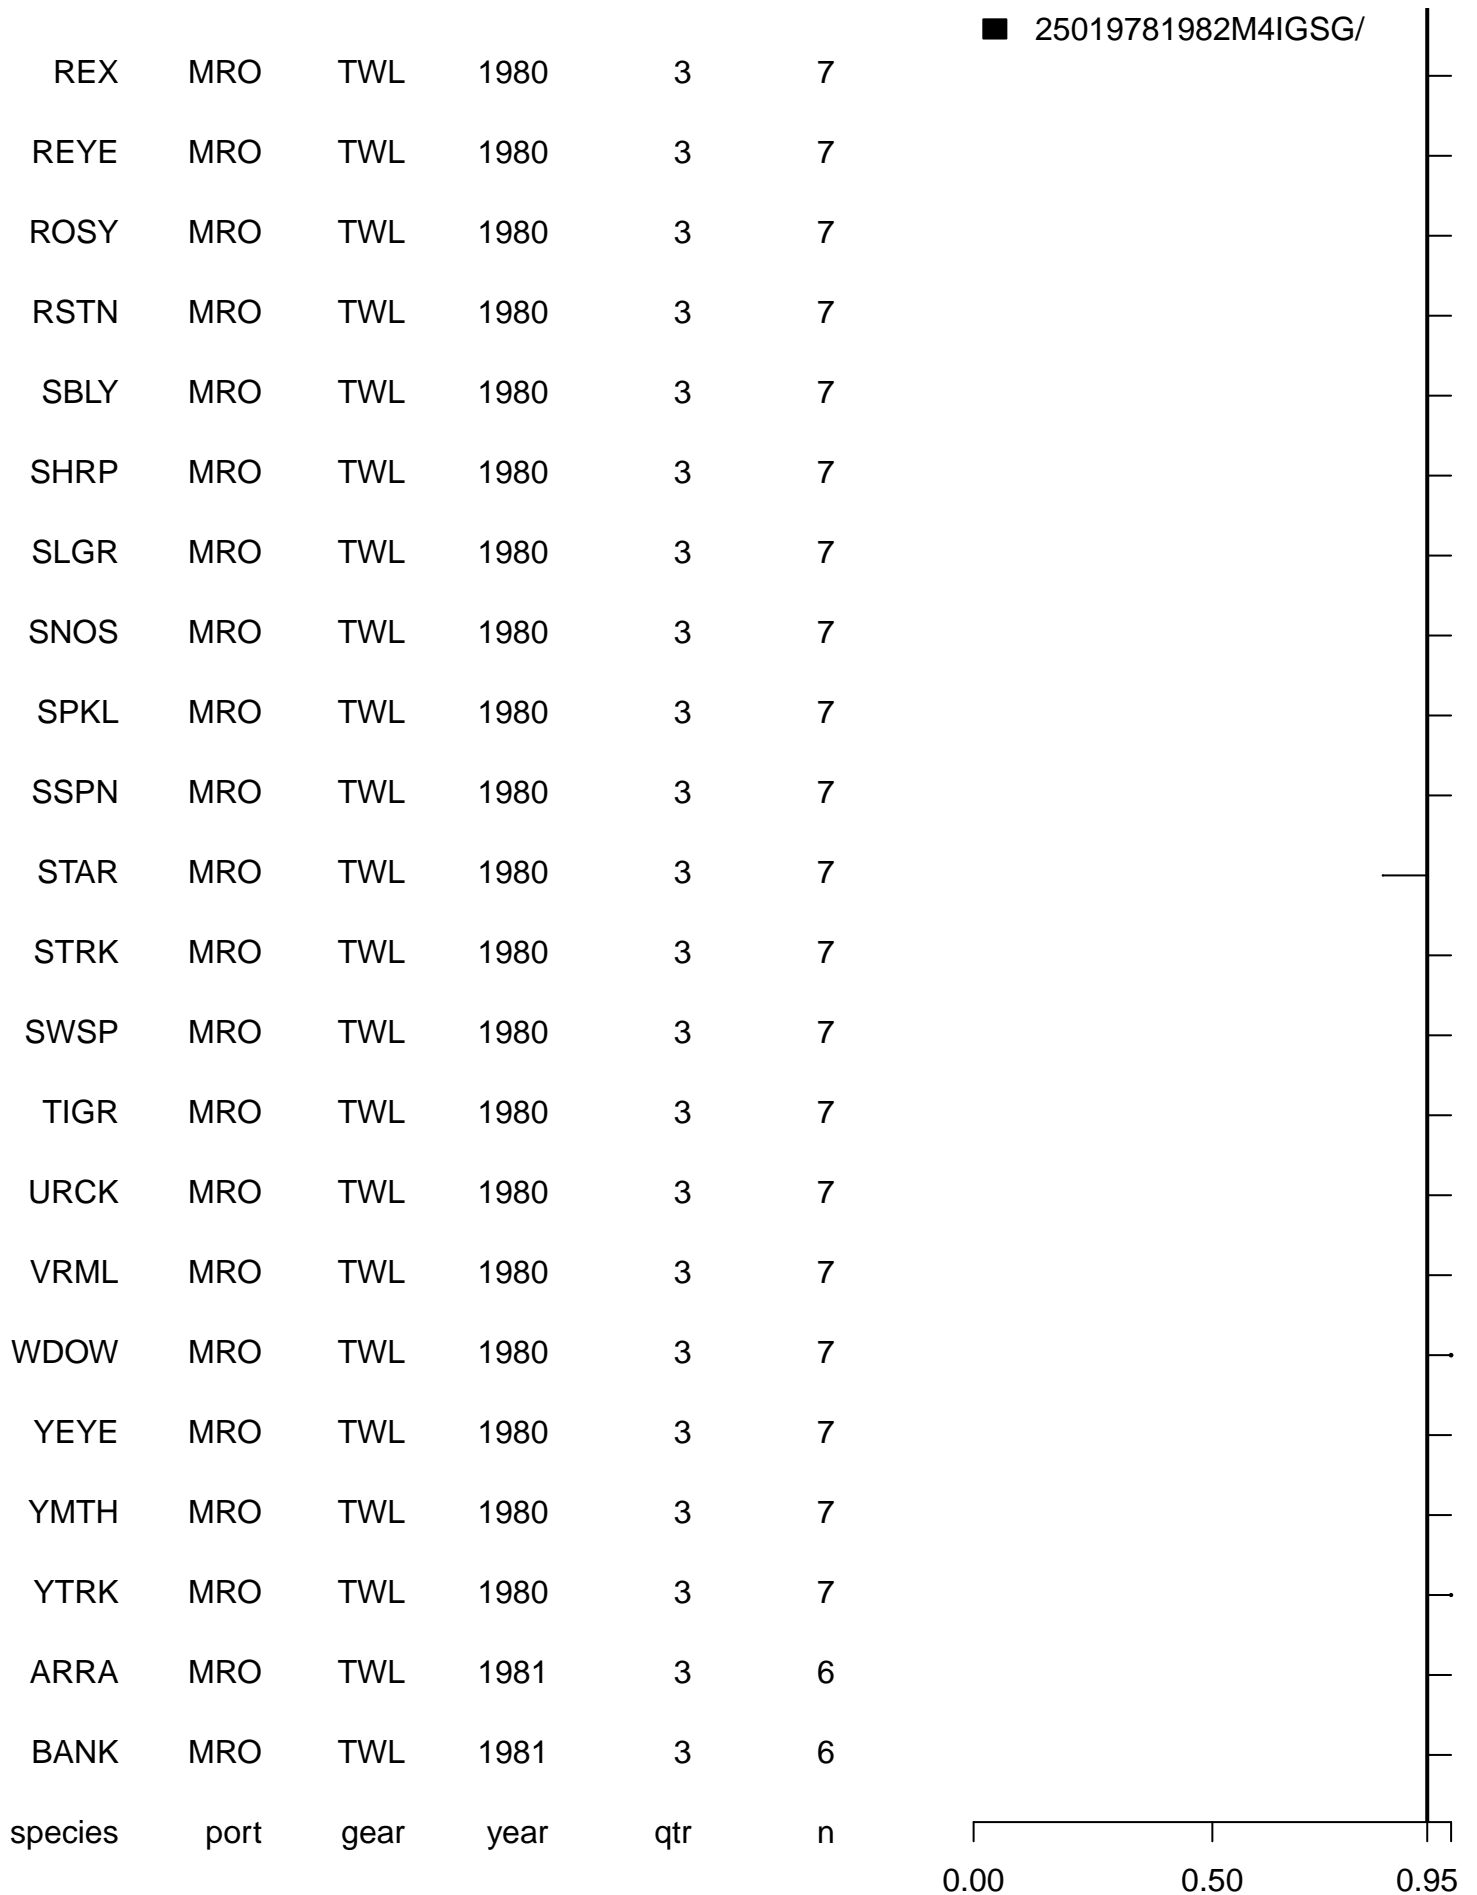 25019781982M4IGSG/
REX MRO TWL 1980 3 7
REYE MRO TWL 1980 3 7
ROSY MRO TWL 1980 3 7
RSTN MRO TWL 1980 3 7
SBLY MRO TWL 1980 3 7
SHRP MRO TWL 1980 3 7
SLGR MRO TWL 1980 3 7
SNOS MRO TWL 1980 3 7
SPKL MRO TWL 1980 3 7
SSPN MRO TWL 1980 3 7
STAR MRO TWL 1980 3 7
STRK MRO TWL 1980 3 7
SWSP MRO TWL 1980 3 7
TIGR MRO TWL 1980 3 7
URCK MRO TWL 1980 3 7
VRML MRO TWL 1980 3 7
WDOW MRO TWL 1980 3 7
YEYE MRO TWL 1980 3 7
YMTH MRO TWL 1980 3 7
YTRK MRO TWL 1980 3 7
ARRA MRO TWL 1981 3 6
BANK MRO TWL 1981 3 6
species port gear year qtr n
0.00 0.50 0.95